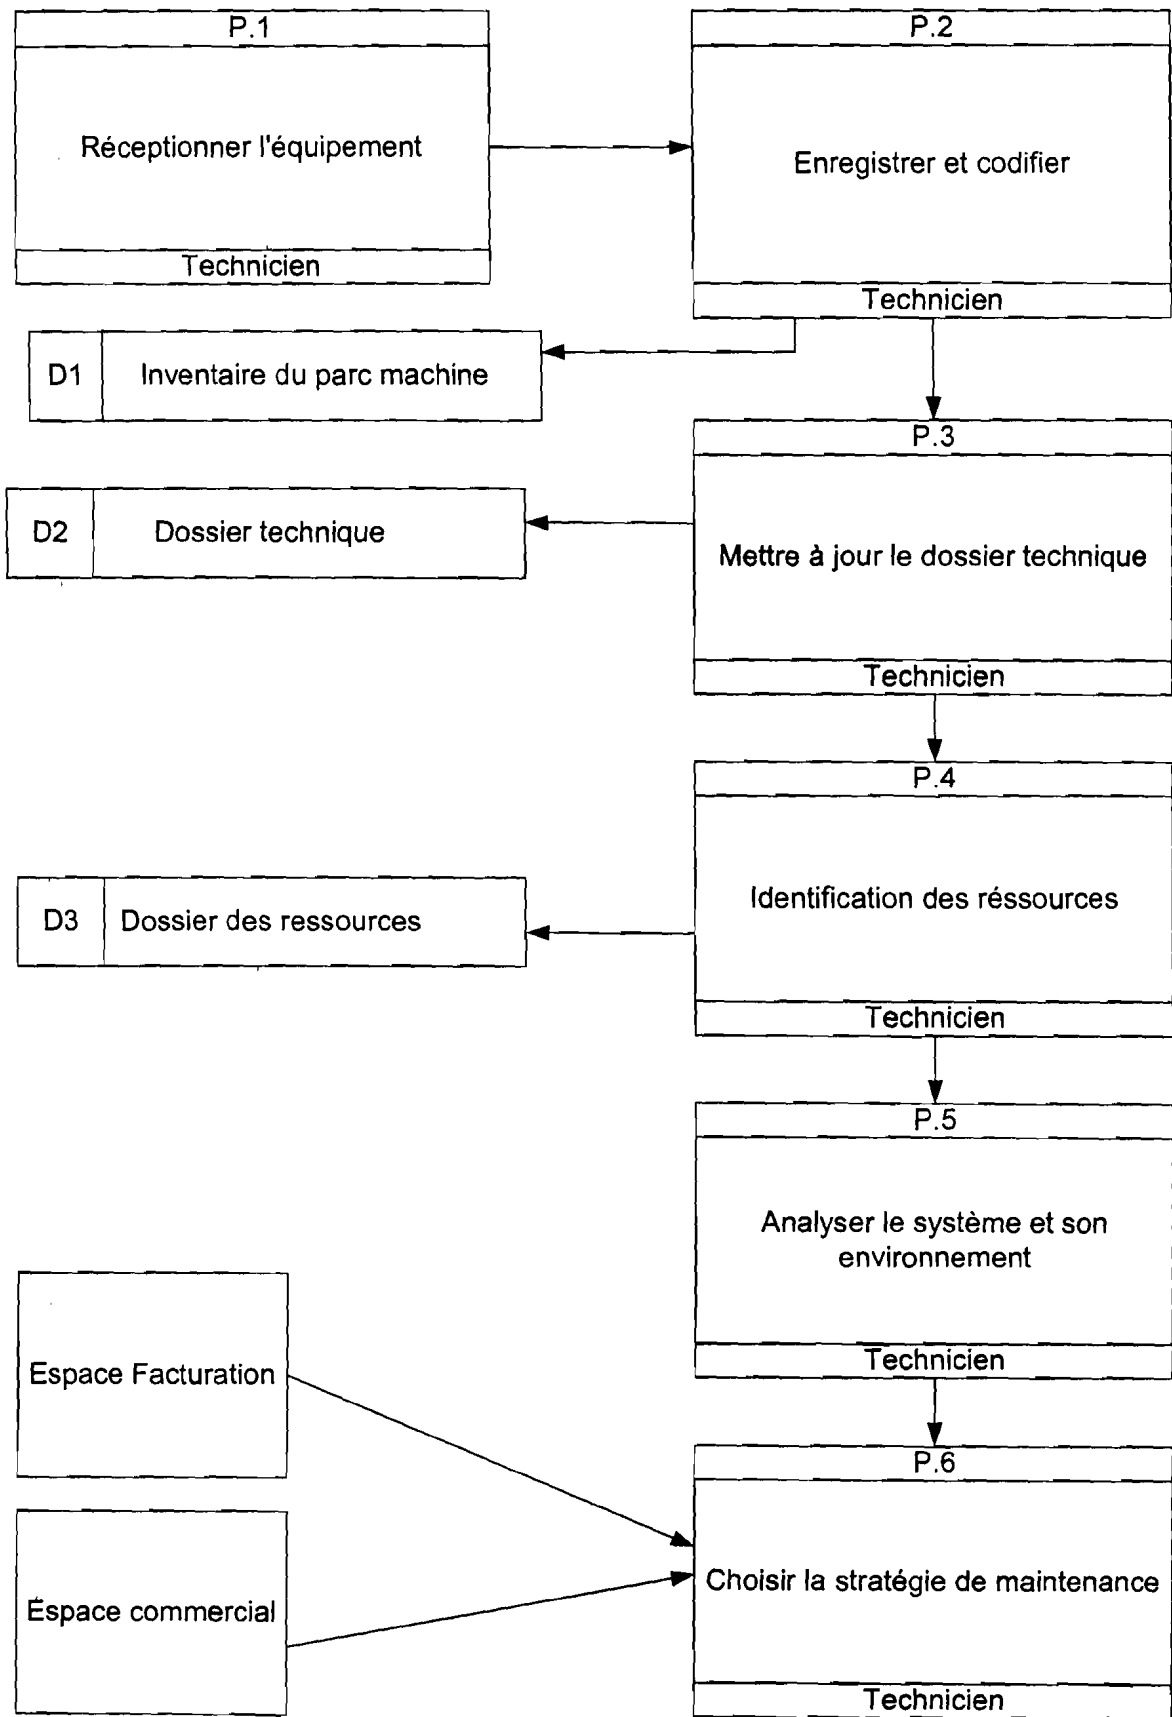 P.1
Réceptionner l'équipement
Technicien
P.2
Enregistrer et codifier
Technicien
D1
Inventaire du parc machine
P.3
Mettre à jour le dossier technique
Technicien
D2
Dossier technique
P.4
Identification des réssources
Technicien
D3
Dossier des ressources
P.5
Analyser le système et son
environnement
Technicien
Espace Facturation
Espace commercial
P.6
Choisir la stratégie de maintenance
Technicien